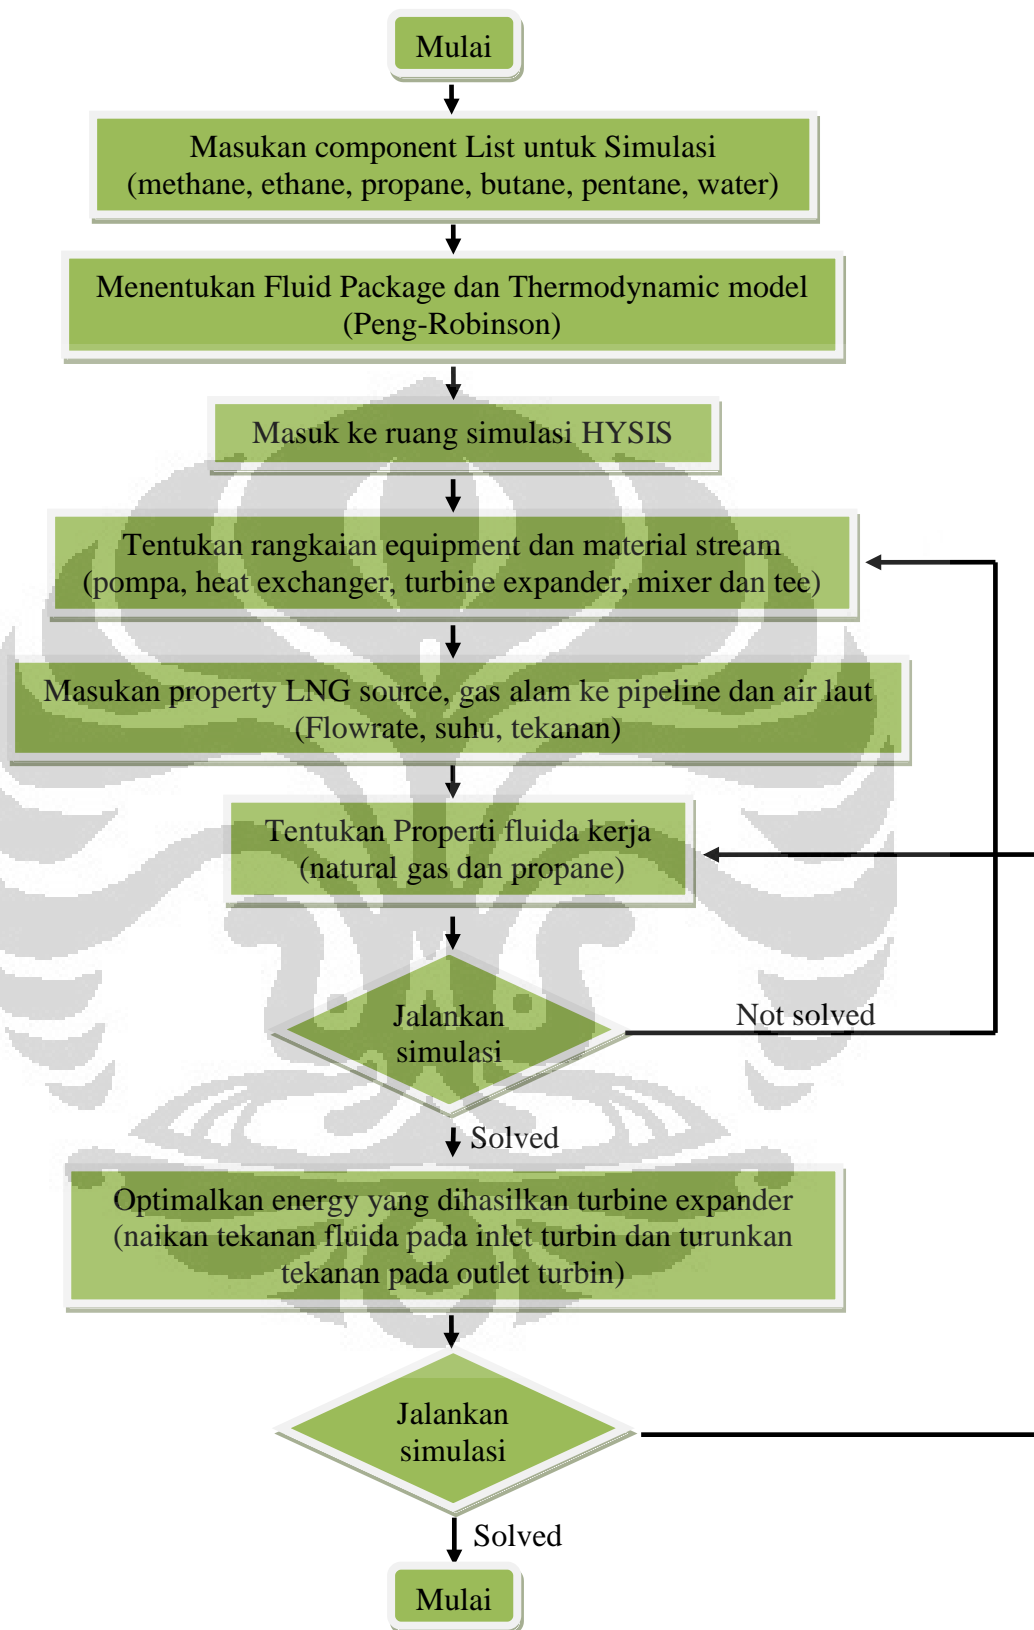 Mulai
Masukan component List untuk Simulasi
(methane, ethane, propane, butane, pentane, water)
Menentukan Fluid Package dan Thermodynamic model
(Peng-Robinson)
Masuk ke ruang simulasi HYSIS
Tentukan rangkaian equipment dan material stream
(pompa, heat exchanger, turbine expander, mixer dan tee)
Masukan property LNG source, gas alam ke pipeline dan air laut
(Flowrate, suhu, tekanan)
Tentukan Properti fluida kerja
(natural gas dan propane)
Jalankan
simulasi
Not solved
Solved
Optimalkan energy yang dihasilkan turbine expander
(naikan tekanan fluida pada inlet turbin dan turunkan
tekanan pada outlet turbin)
Jalankan
simulasi
Solved
Mulai